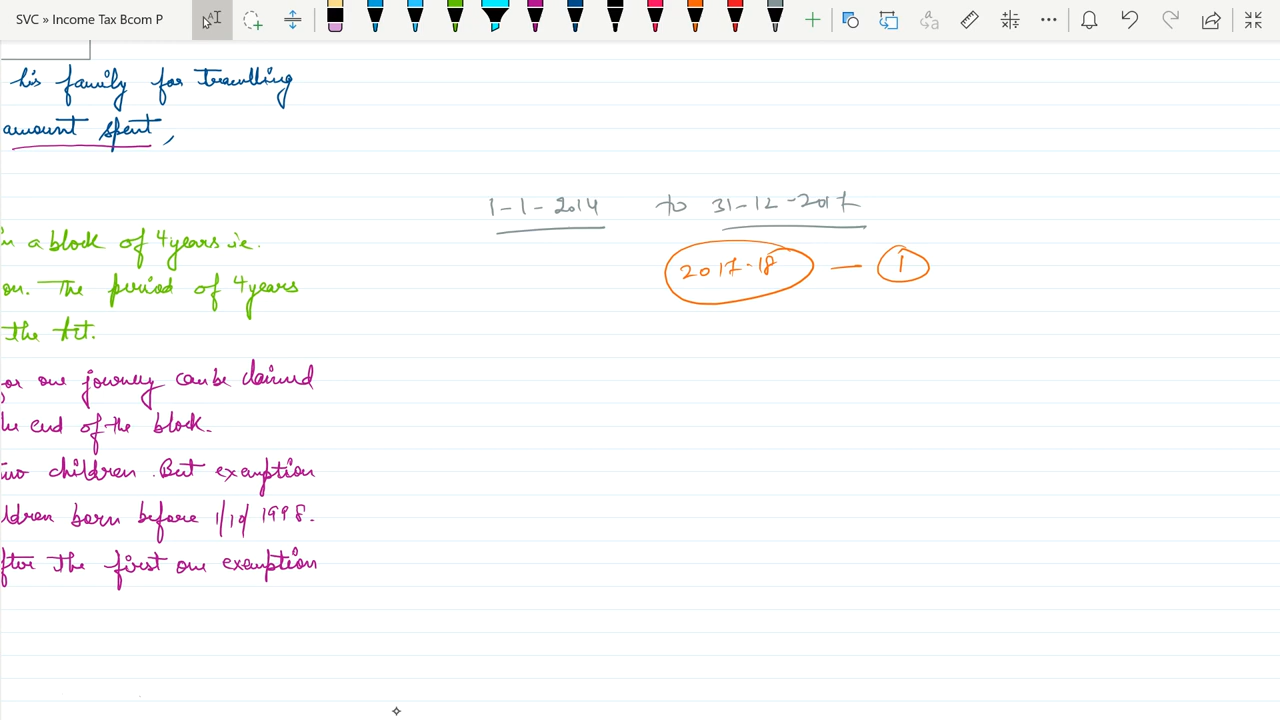 SVC » Income Tax Bcom P
his family for travelling
amount spent,
1-1-2014 to 31-12-2017
2017-18 — 1
in a block of 4 years i.e.
on. The period of 4 years
the Act.
or one journey can be claimed
he end of the block.
two children. But exemption
ldren born before 1/10/1998.
fter the first one exemption